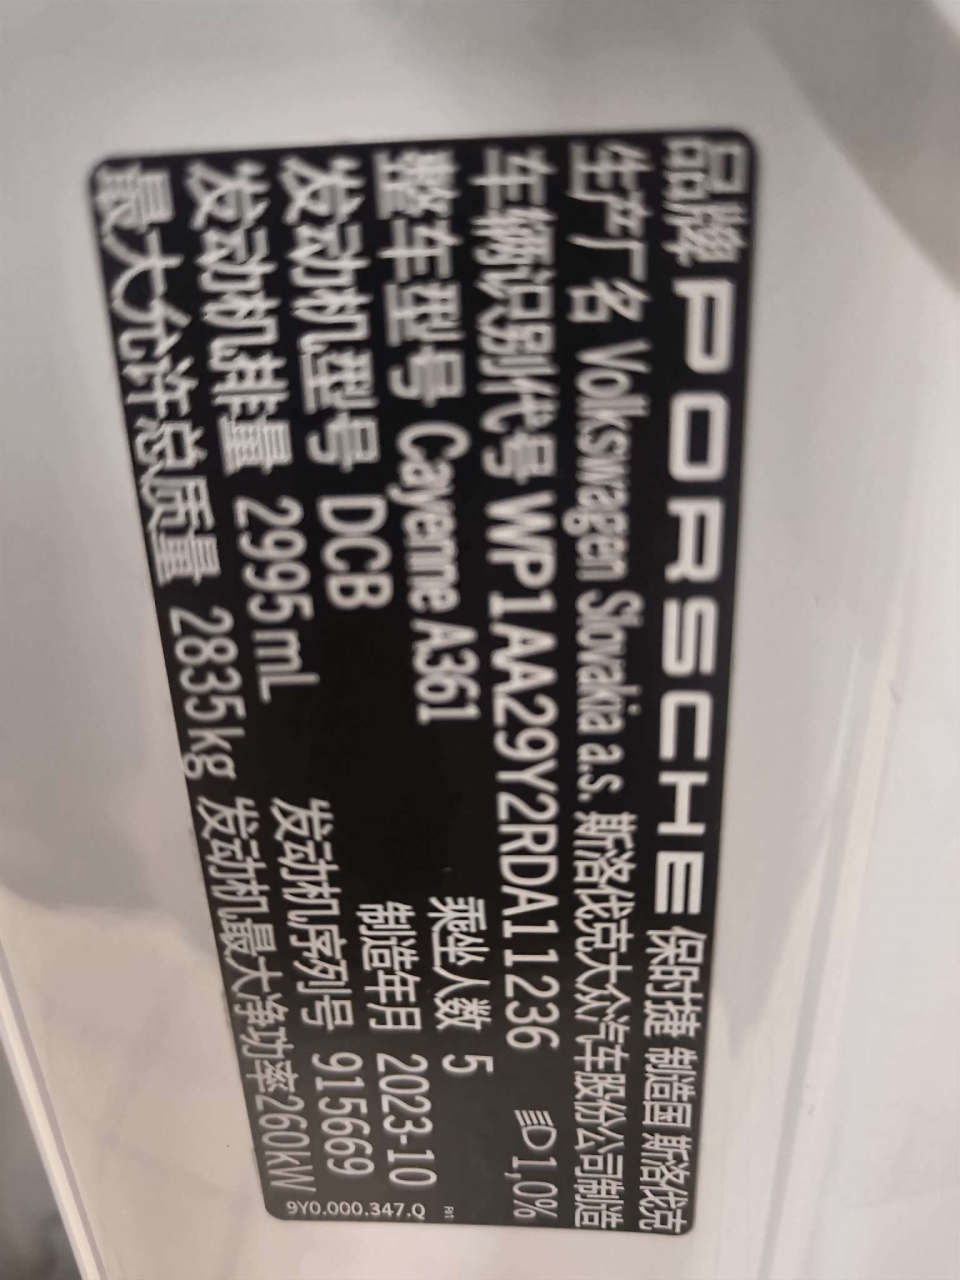 品牌 PORSCHE 保时捷 制造国 斯洛伐克
生产厂名 Volkswagen Slovakia a.s. 斯洛伐克大众汽车股份公司制造
车辆识别代号 WP1AA29Y2RDA11236 1,0%
整车型号 Cayenne A361 乘坐人数 5
发动机型号 DCB 制造年月 2023-10
发动机排量 2995mL 发动机序列号 915669
最大允许总质量 2835kg 发动机最大净功率260kW
9Y0.000.347.Q